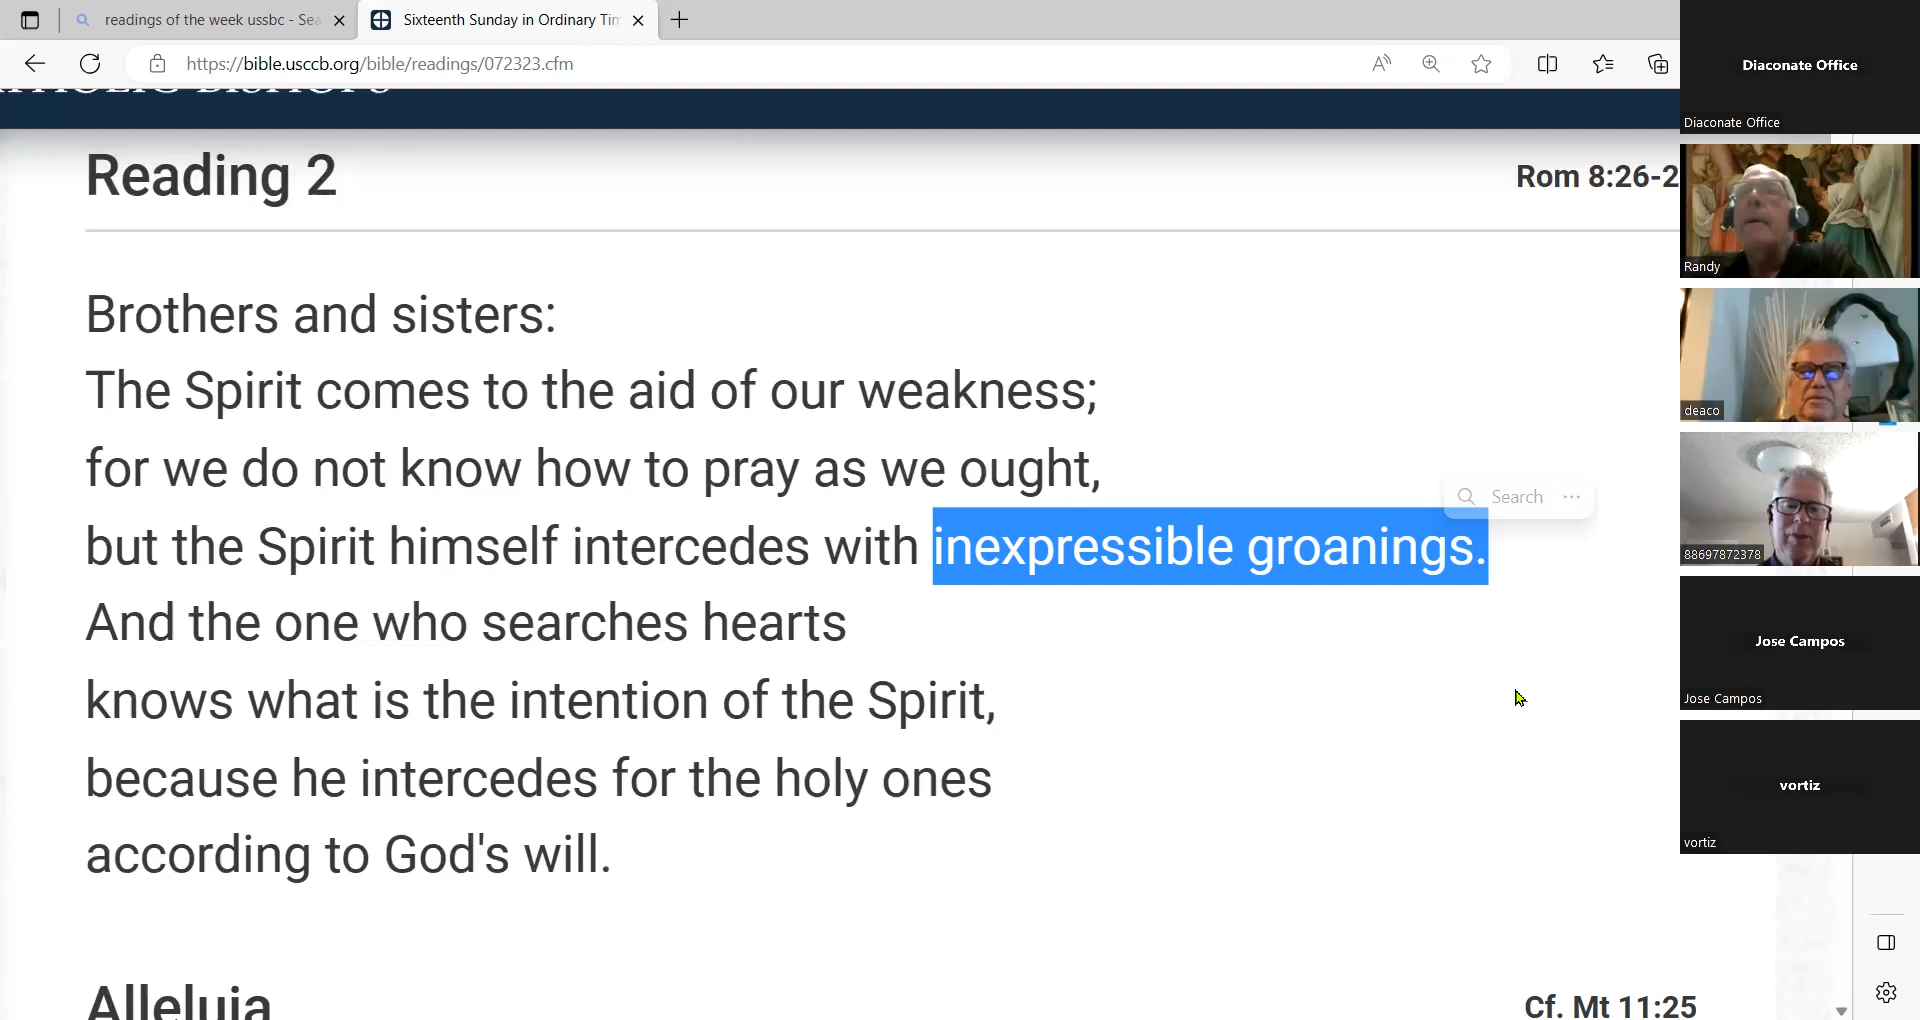 readings of the week ussbc - Sea
Sixteenth Sunday in Ordinary Tim
https://bible.usccb.org/bible/readings/072323.cfm
Reading 2
Rom 8:26-2
Brothers and sisters:
The Spirit comes to the aid of our weakness;
for we do not know how to pray as we ought,
but the Spirit himself intercedes with inexpressible groanings.
And the one who searches hearts
knows what is the intention of the Spirit,
because he intercedes for the holy ones
according to God's will.
Search ...
Alleluia
Cf. Mt 11:25
Diaconate Office
Diaconate Office
Randy
deaco
88697872378
Jose Campos
Jose Campos
vortiz
vortiz